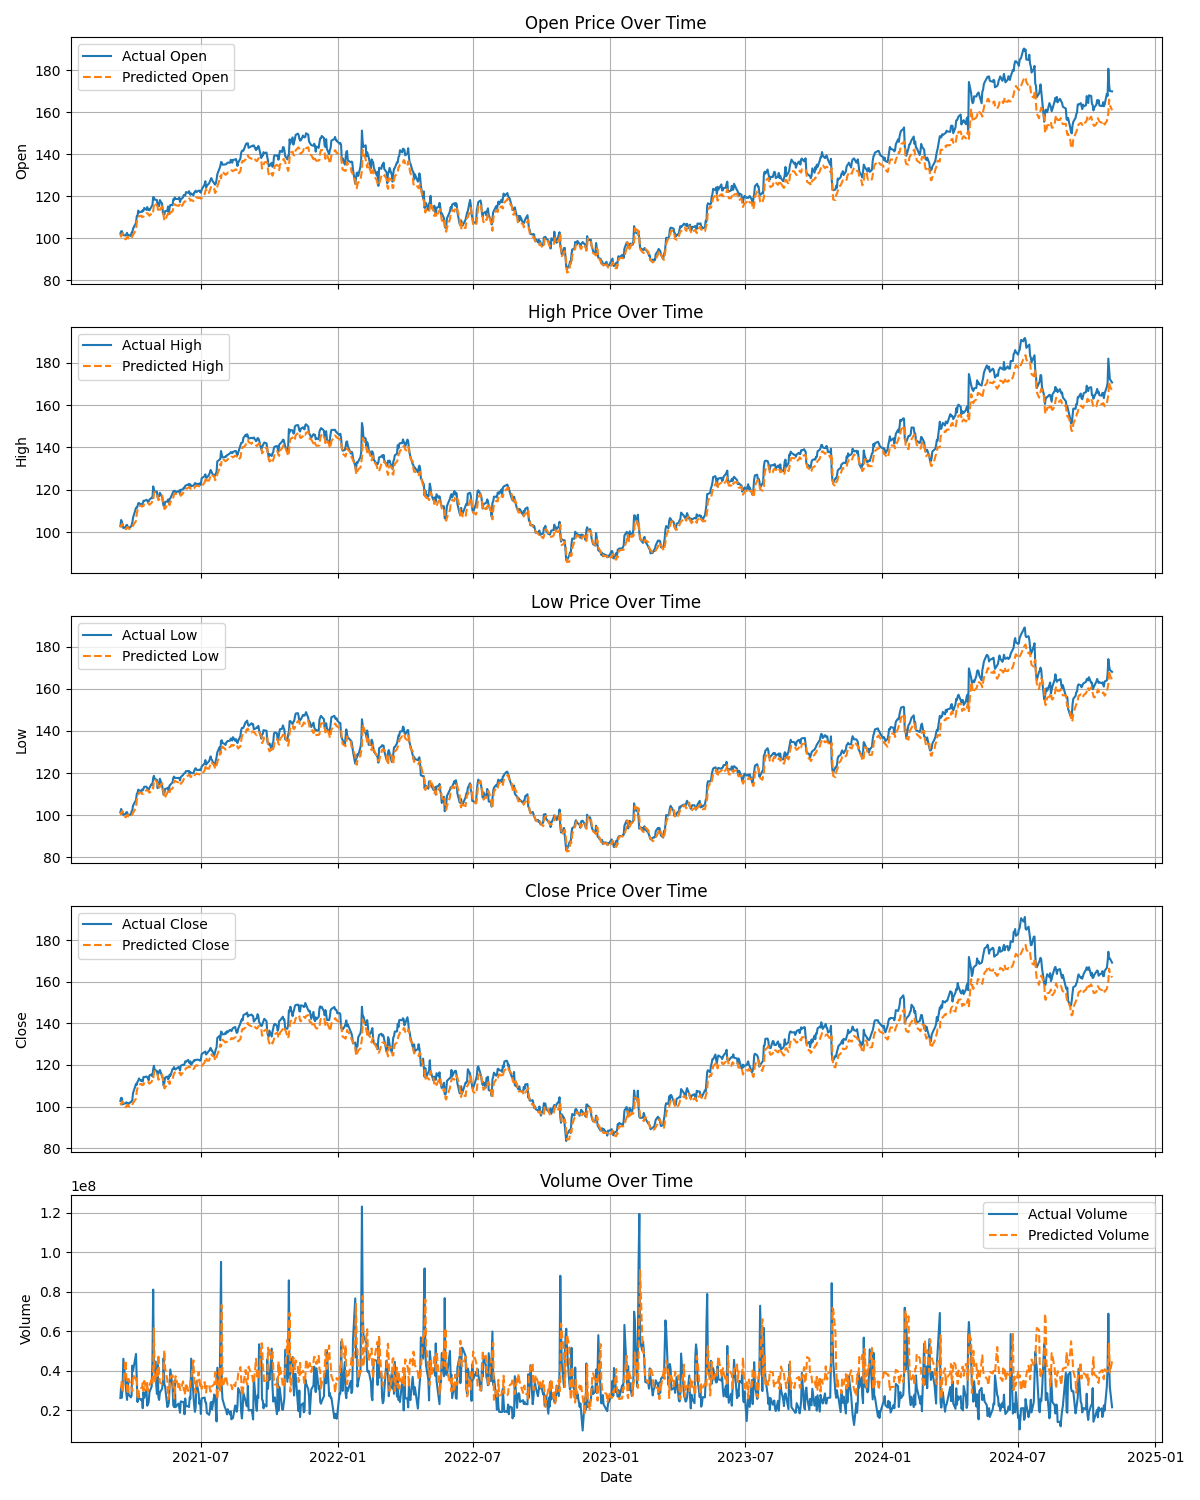 Open Price Over Time
Actual Open
Predicted Open
180
160
140
120
100
80
Open
High Price Over Time
Actual High
Predicted High
180
160
140
120
100
High
Low Price Over Time
Actual Low
Predicted Low
180
160
140
120
100
80
Low
Close Price Over Time
Actual Close
Predicted Close
180
160
140
120
100
80
Close
Volume Over Time
1e8
Actual Volume
Predicted Volume
1.2
1.0
0.8
0.6
0.4
0.2
Volume
2021-07 2022-01 2022-07 2023-01 2023-07 2024-01 2024-07 2025-01
Date